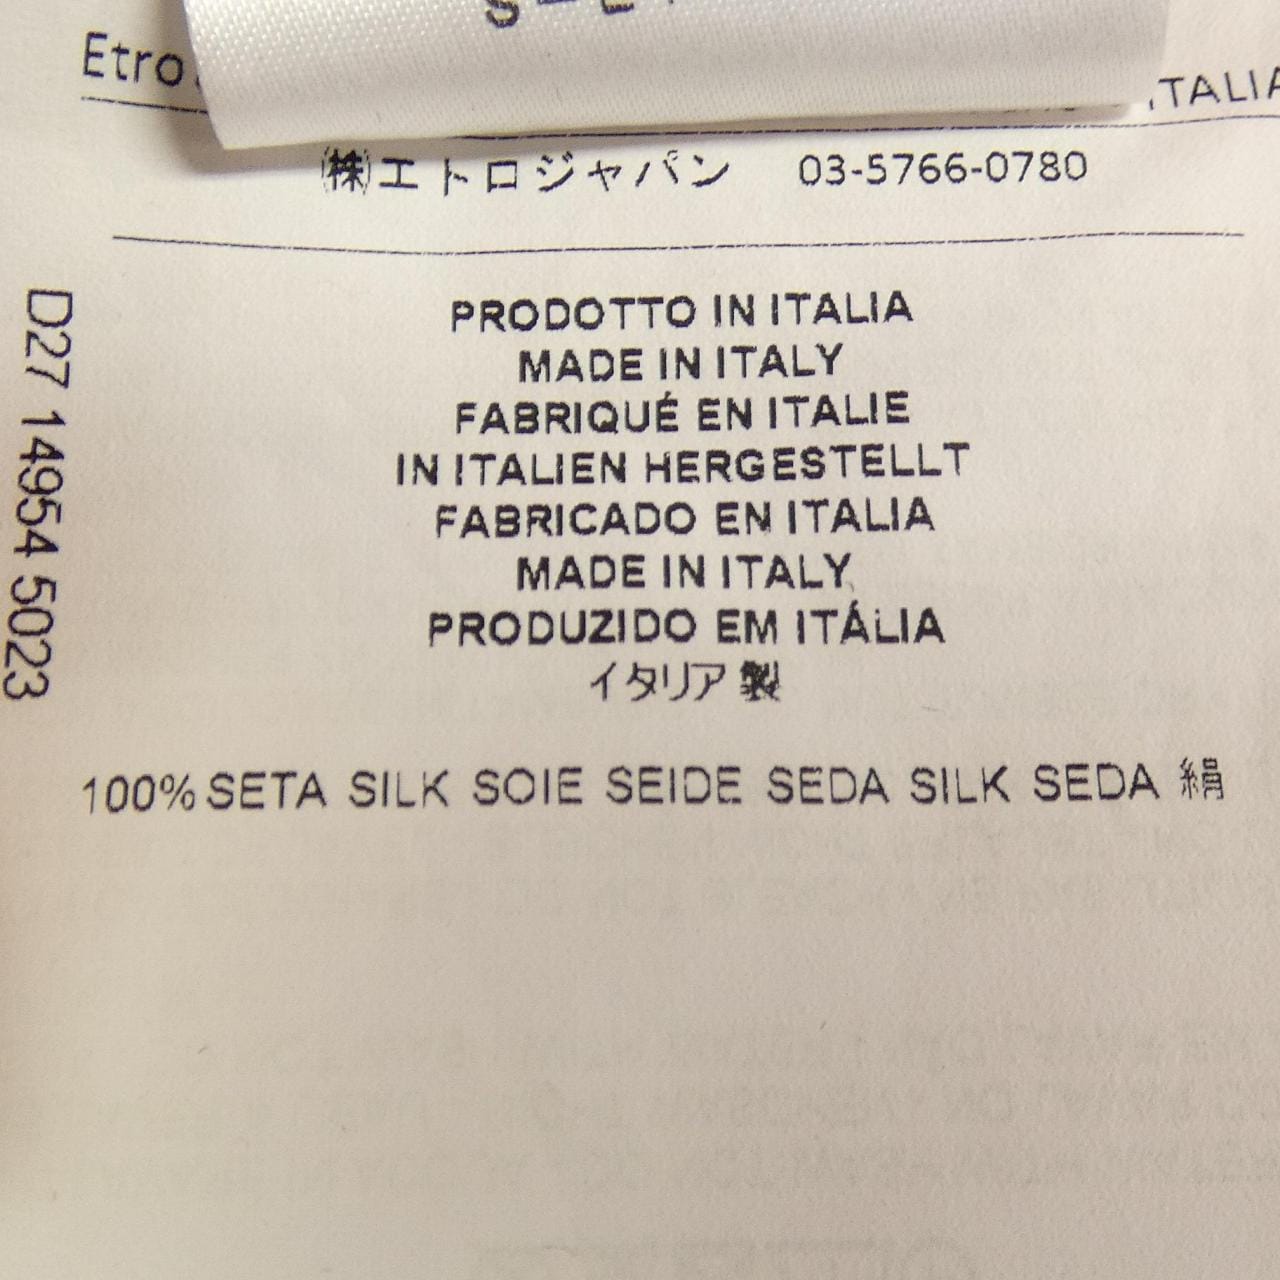 Etro
ITALIA
㈱エトロジャパン 03-5766-0780
PRODOTTO IN ITALIA
MADE IN ITALY
FABRIQUÉ EN ITALIE
IN ITALIEN HERGESTELLT
FABRICADO EN ITALIA
MADE IN ITALY
PRODUZIDO EM ITÁLIA
イタリア製
100% SETA SILK SOIE SEIDE SEDA SILK SEDA 絹
D27 14954 5023